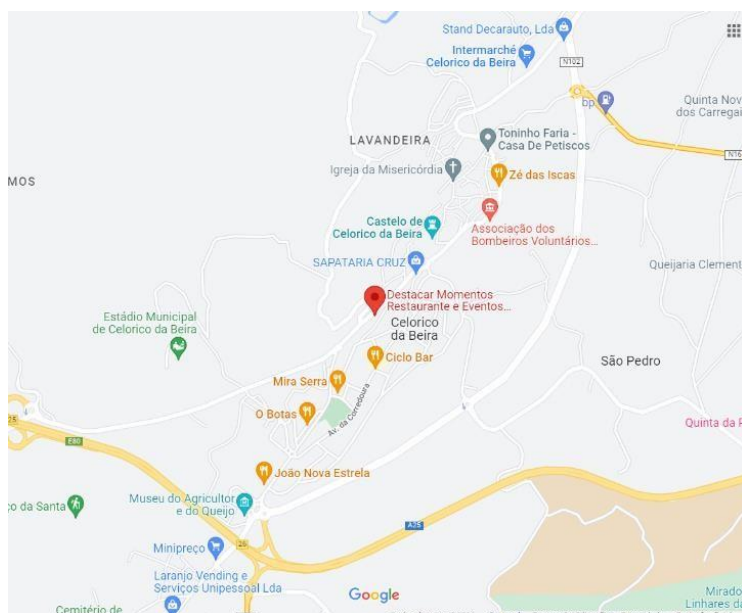 Stand Decarauto, Lda
Intermarché
Celorico da Beira
N102
bp
Quinta Nov
dos Carregai
Toninho Faria -
Casa De Petiscos
LAVANDEIRA
N16
Igreja da Misericórdia
MOS
Zé das Iscas
Castelo de
Celorico da Beira
Associação dos
Bombeiros Voluntários...
SAPATARIA CRUZ
Queijaria Clement
Destacar Momentos
Restaurante e Eventos...
Estádio Municipal
de Celorico da Beira
Celorico
da Beira
Ciclo Bar
São Pedro
Mira Serra
O Botas
Av. da Corredoura
25
E80
Quinta da F
João Nova Estrela
Museu do Agricultor
e do Queijo
ço da Santa
A25
Minipreço
26
Laranjo Vending e
Serviços Unipessoal Lda
Google
Mirado
Linhares da
Cemitério de